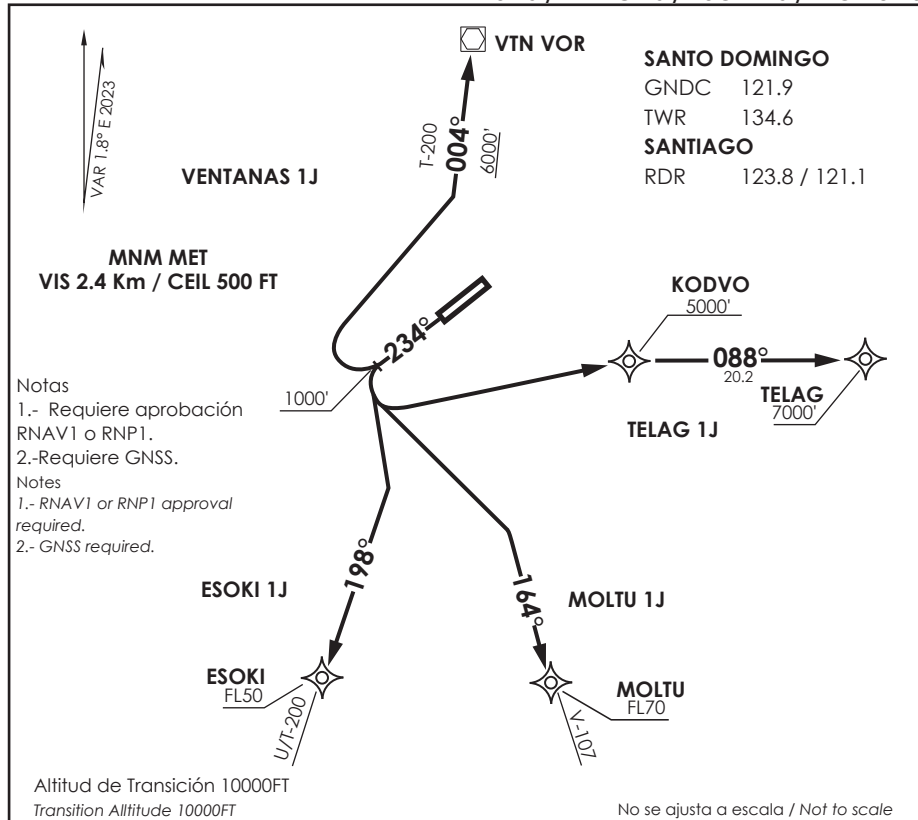 VTN VOR
SANTO DOMINGO
GNDC 121.9
TWR 134.6
SANTIAGO
RDR 123.8 / 121.1
VAR 1.8° E 2023
T-200
004°
6000'
VENTANAS 1J
MNM MET
VIS 2.4 Km / CEIL 500 FT
234°
1000'
KODVO
5000'
088°
20.2
TELAG
7000'
TELAG 1J
Notas
1.- Requiere aprobación
RNAV1 o RNP1.
2.-Requiere GNSS.
Notes
1.- RNAV1 or RNP1 approval
required.
2.- GNSS required.
198°
ESOKI 1J
164°
MOLTU 1J
ESOKI
FL50
U/T-200
MOLTU
FL70
V-107
Altitud de Transición 10000FT
Transition Alltitude 10000FT
No se ajusta a escala / Not to scale